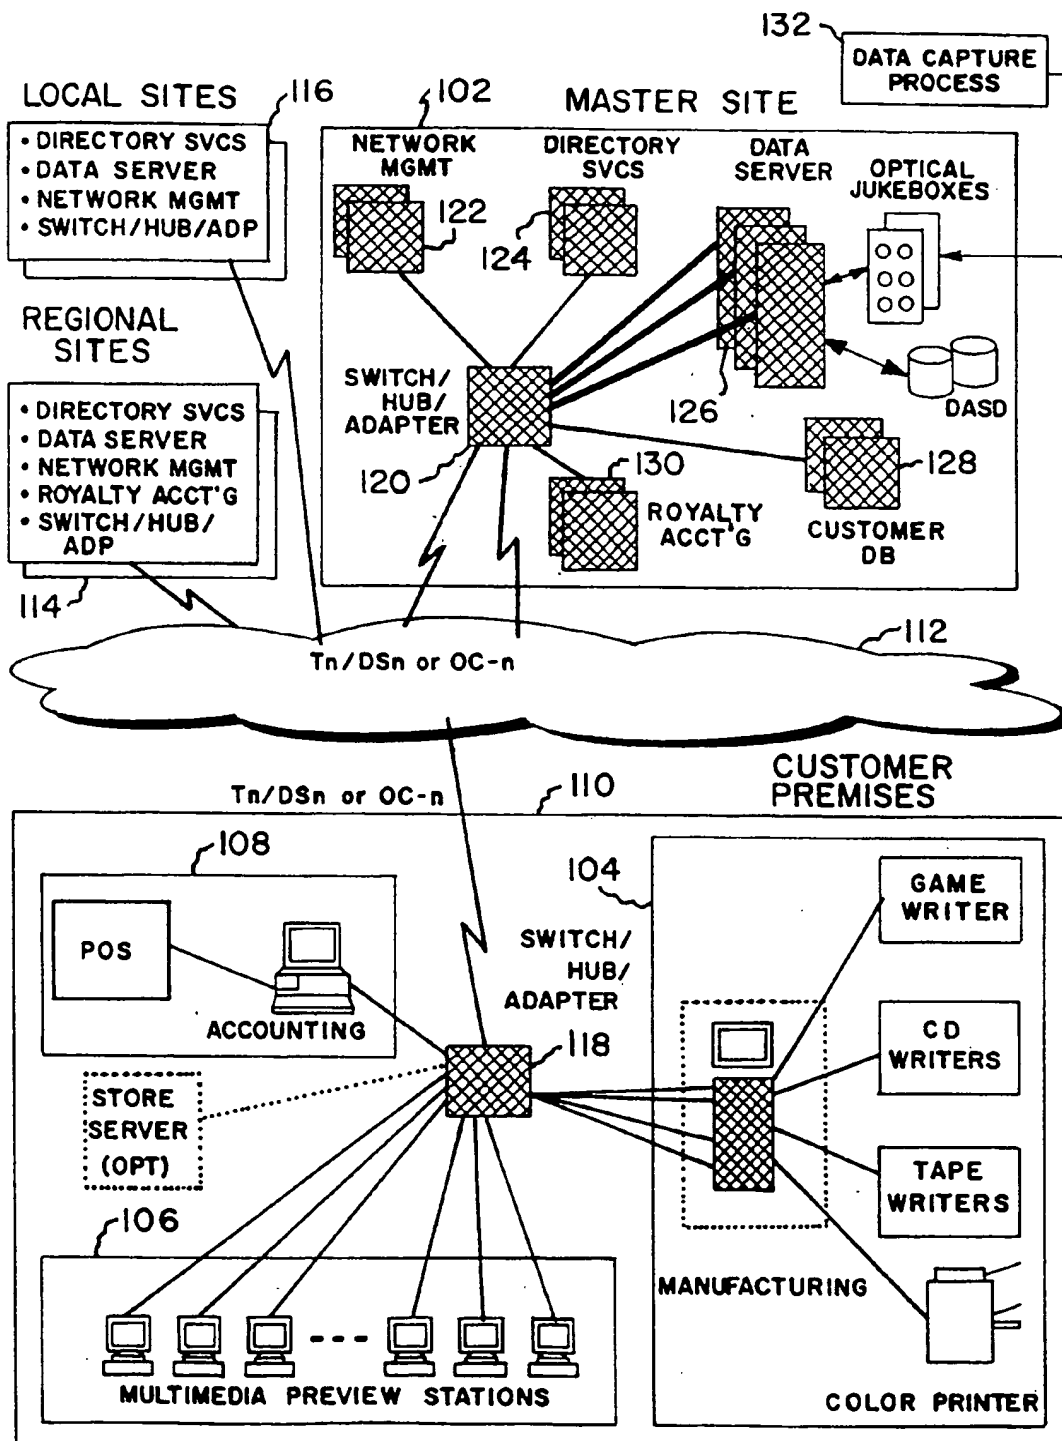 132
DATA CAPTURE
PROCESS
LOCAL SITES
116
• DIRECTORY SVCS
• DATA SERVER
• NETWORK MGMT
• SWITCH/HUB/ADP
REGIONAL
SITES
• DIRECTORY SVCS
• DATA SERVER
• NETWORK MGMT
• ROYALTY ACCT'G
• SWITCH/HUB/
ADP
114
102
MASTER SITE
NETWORK
MGMT
122
DIRECTORY
SVCS
124
DATA
SERVER
126
OPTICAL
JUKEBOXES
DASD
SWITCH/
HUB/
ADAPTER
120
130
ROYALTY
ACCT'G
128
CUSTOMER
DB
112
Tn/DSn or OC-n
Tn/DSn or OC-n
110
CUSTOMER
PREMISES
108
POS
ACCOUNTING
SWITCH/
HUB/
ADAPTER
118
STORE
SERVER
(OPT)
106
MULTIMEDIA PREVIEW STATIONS
104
GAME
WRITER
CD
WRITERS
TAPE
WRITERS
MANUFACTURING
COLOR PRINTER